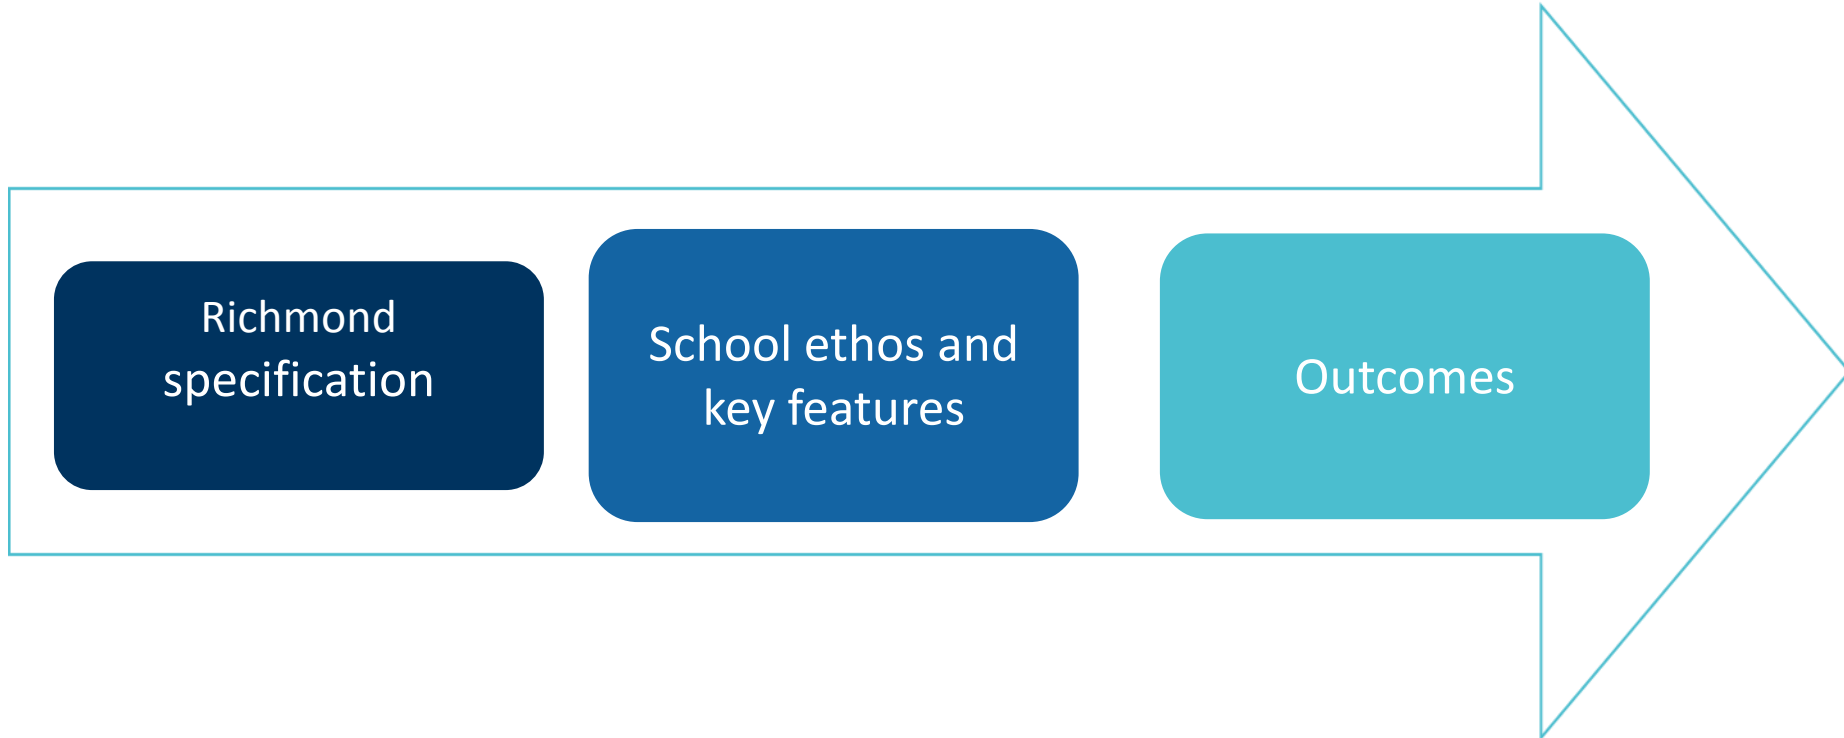 Richmond
specification
School ethos and
key features
Outcomes